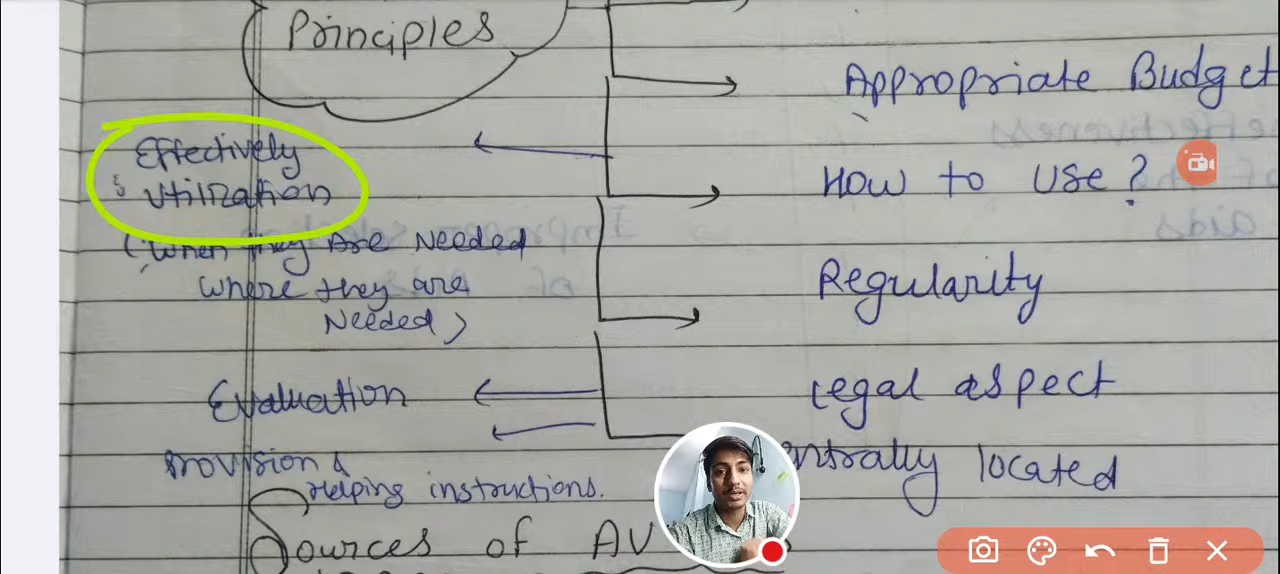 Principles
Appropriate Budget
Effectively
Utilization
How to use?
(When they Are Needed
where they are
Needed)
Regularity
Evaluation
Legal aspect
Provision &
Helping instructions.
ntrally located
Sources of AV